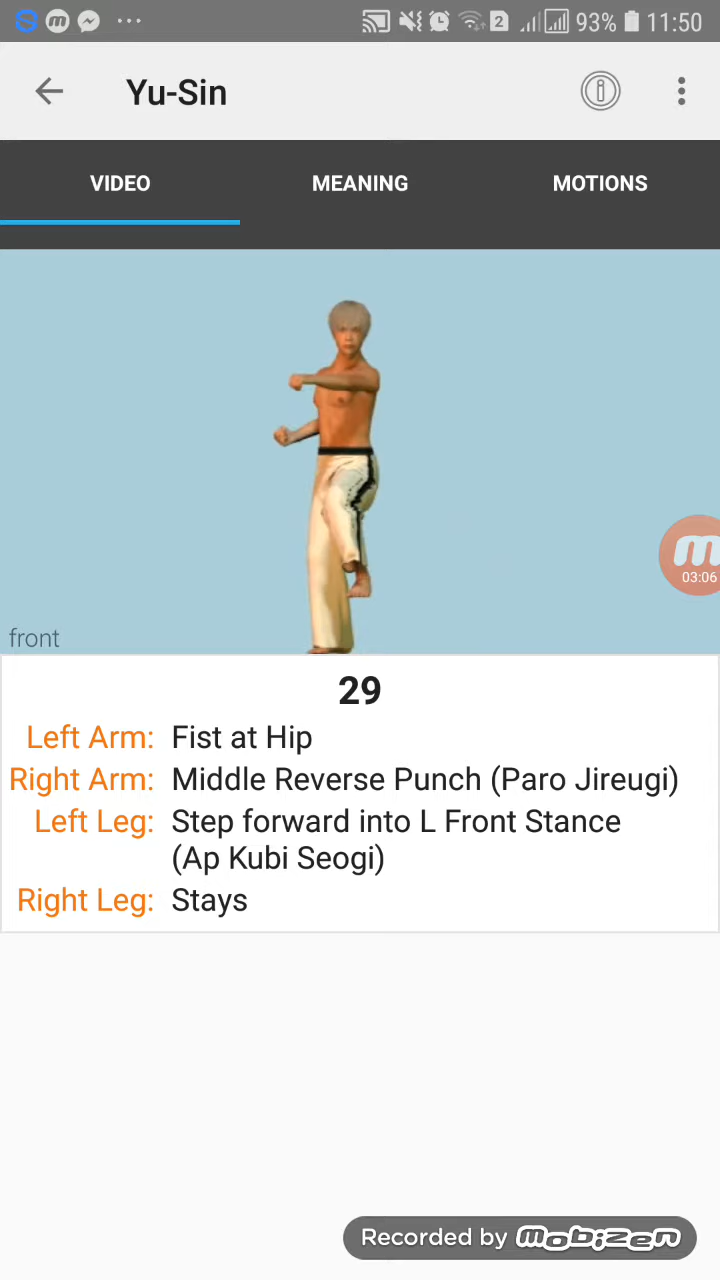 93% 11:50
Yu-Sin
VIDEO MEANING MOTIONS
03:06
front
29
Left Arm: Fist at Hip
Right Arm: Middle Reverse Punch (Paro Jireugi)
Left Leg: Step forward into L Front Stance
(Ap Kubi Seogi)
Right Leg: Stays
Recorded by mobizen